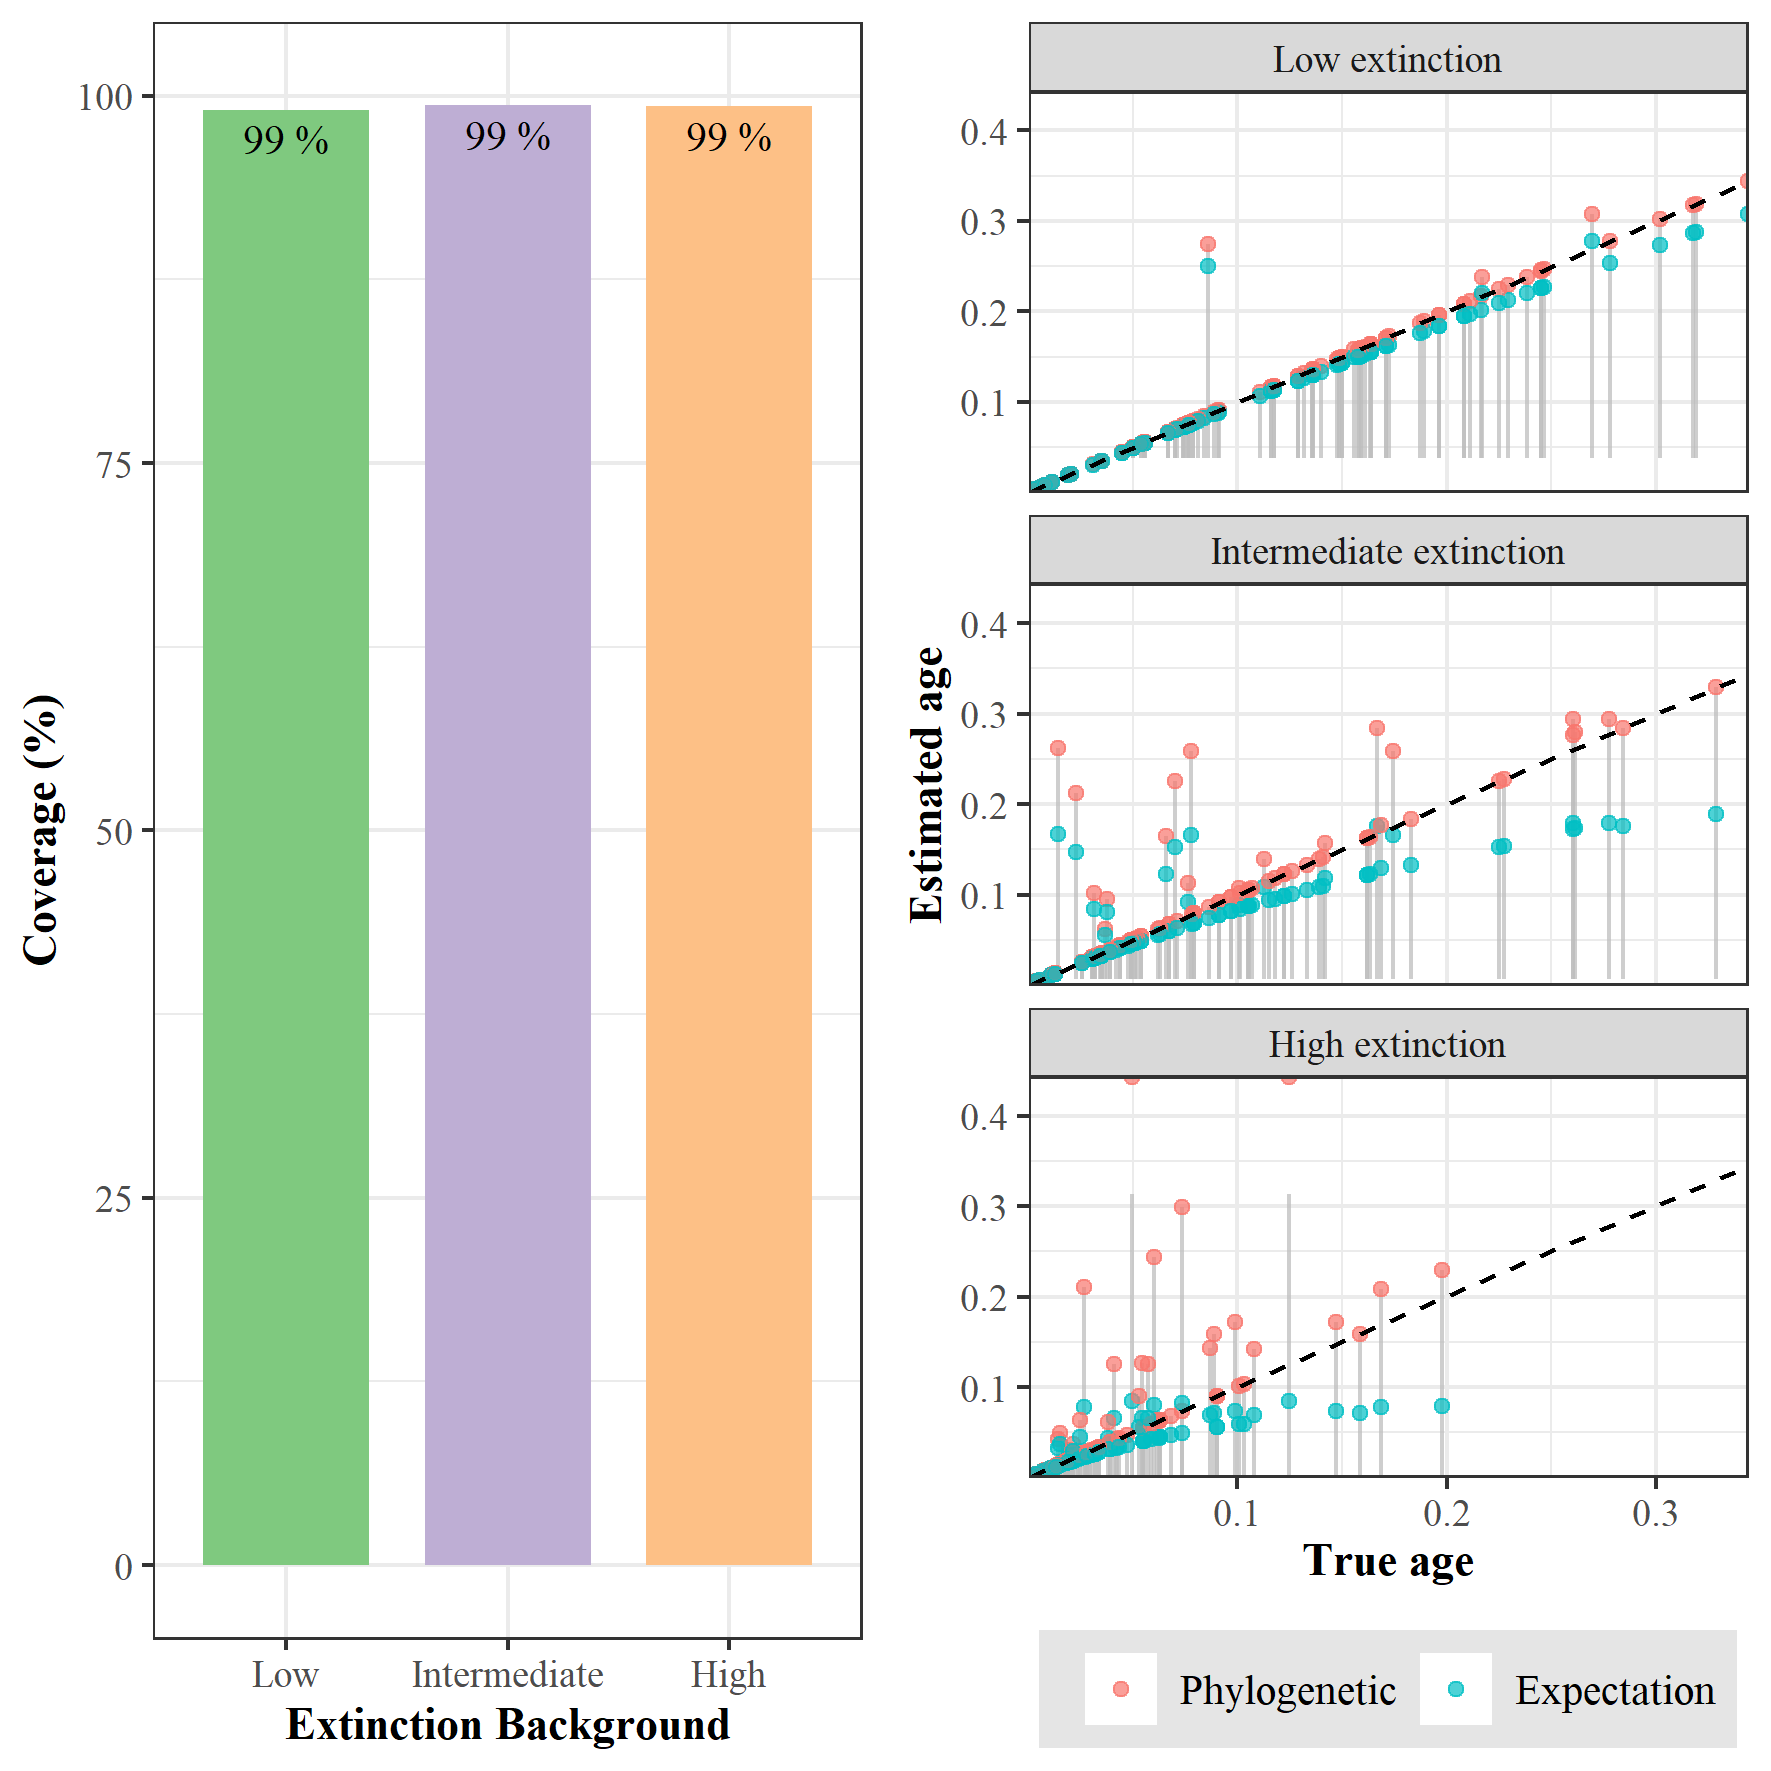 Coverage (%)
100
75
50
25
0
99 %
99 %
99 %
Low
Intermediate
High
Extinction Background
Estimated age
Low extinction
0.4
0.3
0.2
0.1
Intermediate extinction
0.4
0.3
0.2
0.1
High extinction
0.4
0.3
0.2
0.1
0.1
0.2
0.3
True age
Phylogenetic
Expectation